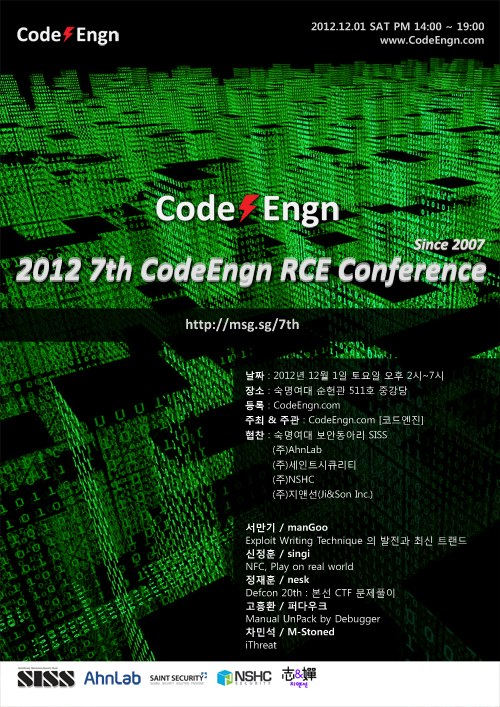 Code Engn
2012.12.01 SAT PM 14:00 ~ 19:00
www.CodeEngn.com
Code Engn
Since 2007
2012 7th CodeEngn RCE Conference
http://msg.sg/7th
날짜 : 2012년 12월 1일 토요일 오후 2시~7시
장소 : 숙명여대 순헌관 511호 중강당
등록 : CodeEngn.com
주최 & 주관 : CodeEngn.com [코드엔진]
협찬 : 숙명여대 보안동아리 SISS
(주)AhnLab
(주)세인트시큐리티
(주)NSHC
(주)지앤선(Ji&Son Inc.)
서만기 / manGoo
Exploit Writing Technique 의 발전과 최신 트랜드
신정훈 / singi
NFC, Play on real world
정재훈 / nesk
Defcon 20th : 본선 CTF 문제풀이
고흥환 / 퍼다우크
Manual UnPack by Debugger
차민석 / M-Stoned
iThreat
SISS
AhnLab
SAINT SECURITY
NSHC
SECURITY
志&嬋
지앤선